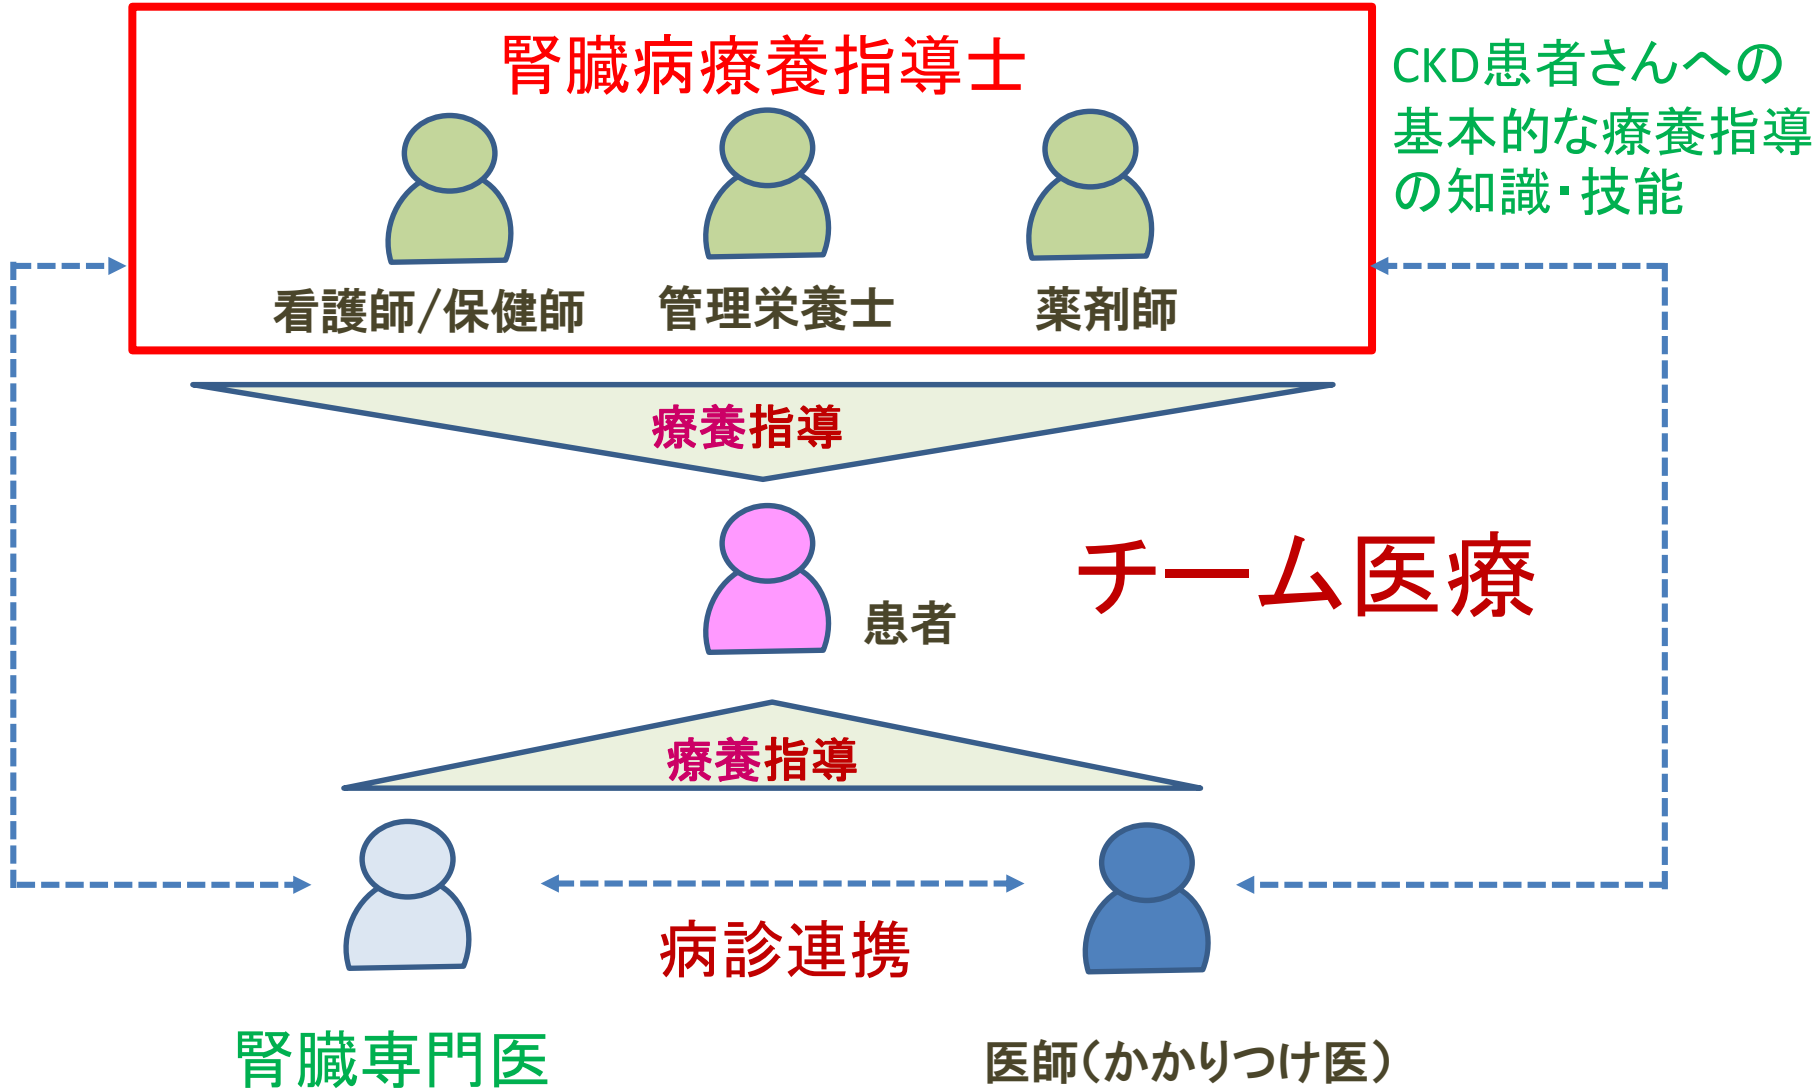 腎臓病療養指導士
CKD患者さんへの
基本的な療養指導
の知識・技能
看護師/保健師
管理栄養士
薬剤師
療養指導
患者
チーム医療
療養指導
病診連携
腎臓専門医
医師(かかりつけ医)